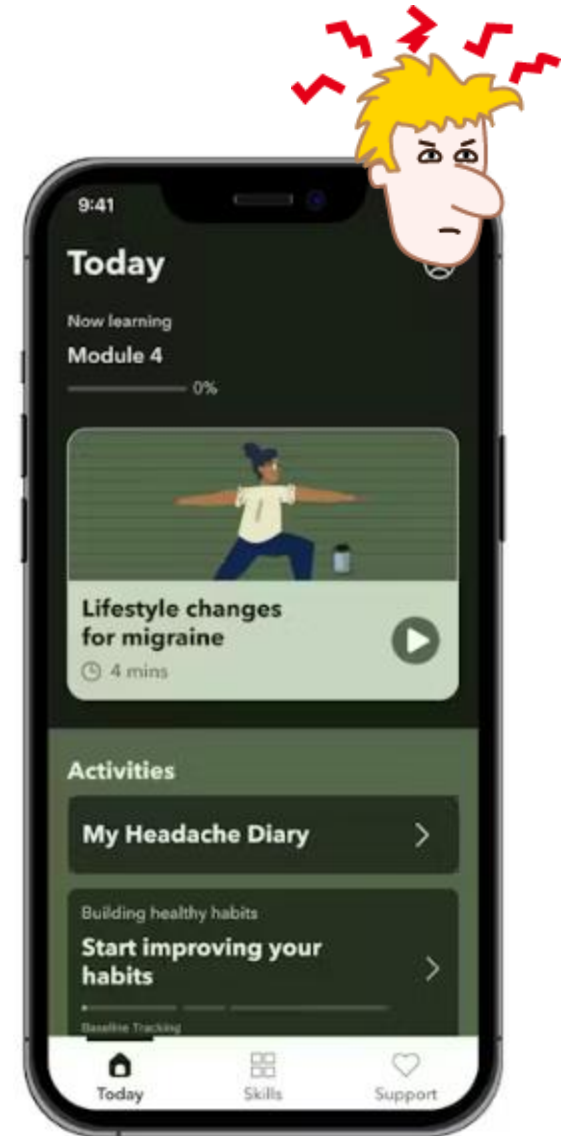 9:41
Today
Now learning
Module 4
0%
Lifestyle changes
for migraine
4 mins
Activities
My Headache Diary
Building healthy habits
Start improving your
habits
Baseline Tracking
Today
Skills
Support